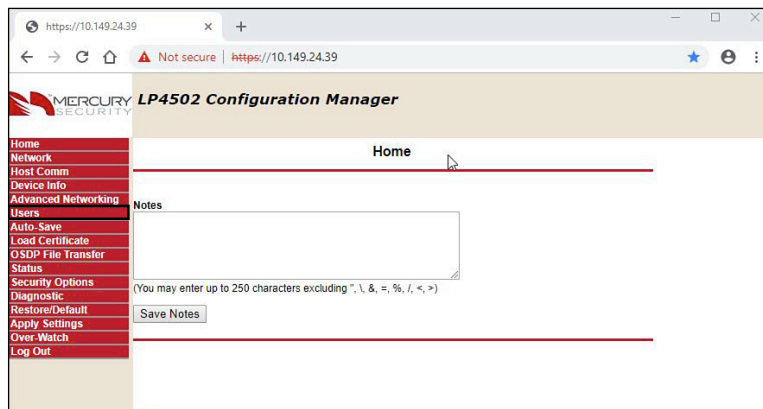 https://10.149.24.39
Not secure | https://10.149.24.39
MERCURY
SECURITY
LP4502 Configuration Manager
Home
Network
Host Comm
Device Info
Advanced Networking
Users
Auto-Save
Load Certificate
OSDP File Transfer
Status
Security Options
Diagnostic
Restore/Default
Apply Settings
Over-Watch
Log Out
Home
Notes
(You may enter up to 250 characters excluding ", \, &, =, %, /, <, >)
Save Notes